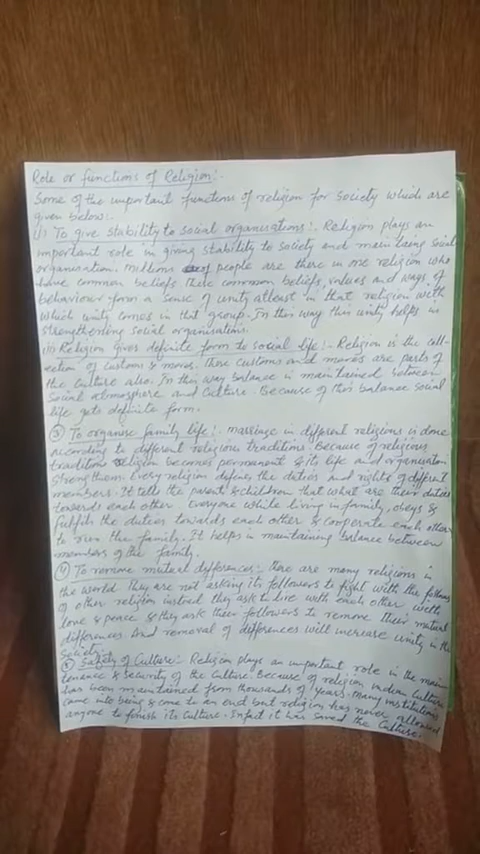 Role or functions of Religion:-
Some of the important functions of religion for Society which are
given below:-
(i) To give stability to social organisations:- Religion plays an
important role in giving stability to society and maintaining Social
organisation. Millions of people are there in one religion who
have common beliefs These common beliefs, values and ways of
behaviour form a sense of unity atleast in that religion with
which unity comes in that group. In this way this unity helps in
strengthening social organisation.
(ii) Religion gives definite form to social life:- Religion is the coll-
ection of customs & mores. These customs and mores are parts of
the culture also. In this way balance is maintained between
Social atmosphere and culture. Because of this balance social
life gets definite form.
(3) To organise family life:- marriage in different religions is done
according to different religious traditions. Because of religious
traditions religion becomes permanent & its life and organisation
strengthens. Every religion defines the duties and rights of different
members. It tells the parents & children that what are their duties
towards each other. Everyone while living in family, obeys &
fulfils the duties towards each other & cooperate each other
to run the family. It helps in maintaining balance between
members of the family.
(4) To remove mutual differences:- there are many religions in
the world. They are not asking its followers to fight with the
of other religion instead they ask to live with each other with
love & peace & they ask their followers to remove their mutual
differences. And removal of differences will increase unity in the
Society.
(5) Safety of Culture:- Religion plays an important role in the main-
tenance & security of the culture. Because of religion indian culture
has been maintained from thousands of years. Many institutions
came into being & come to an end but religion has never allowed
anyone to finish its culture. Infact it has saved the culture.